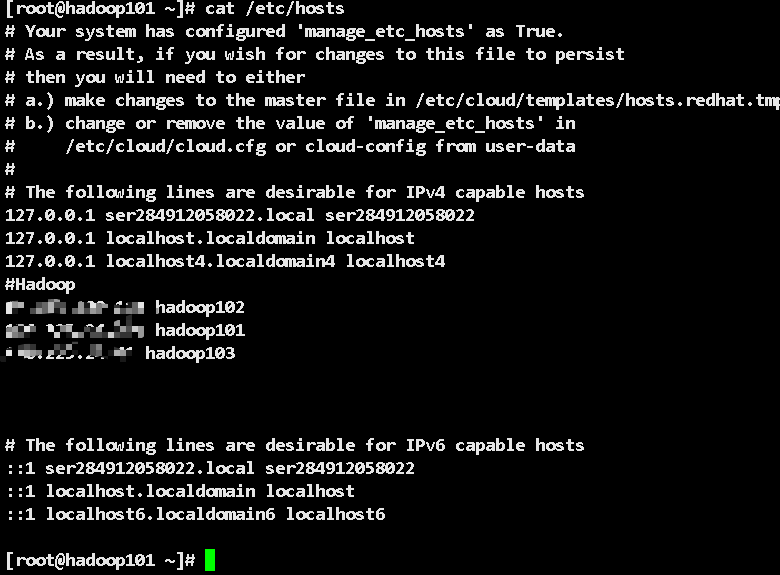 [root@hadoop101 ~]# cat /etc/hosts
# Your system has configured 'manage_etc_hosts' as True.
# As a result, if you wish for changes to this file to persist
# then you will need to either
# a.) make changes to the master file in /etc/cloud/templates/hosts.redhat.tmp
# b.) change or remove the value of 'manage_etc_hosts' in
#     /etc/cloud/cloud.cfg or cloud-config from user-data
#
# The following lines are desirable for IPv4 capable hosts
127.0.0.1 ser284912058022.local ser284912058022
127.0.0.1 localhost.localdomain localhost
127.0.0.1 localhost4.localdomain4 localhost4
#Hadoop
hadoop102
hadoop101
hadoop103
# The following lines are desirable for IPv6 capable hosts
::1 ser284912058022.local ser284912058022
::1 localhost.localdomain localhost
::1 localhost6.localdomain6 localhost6
[root@hadoop101 ~]#